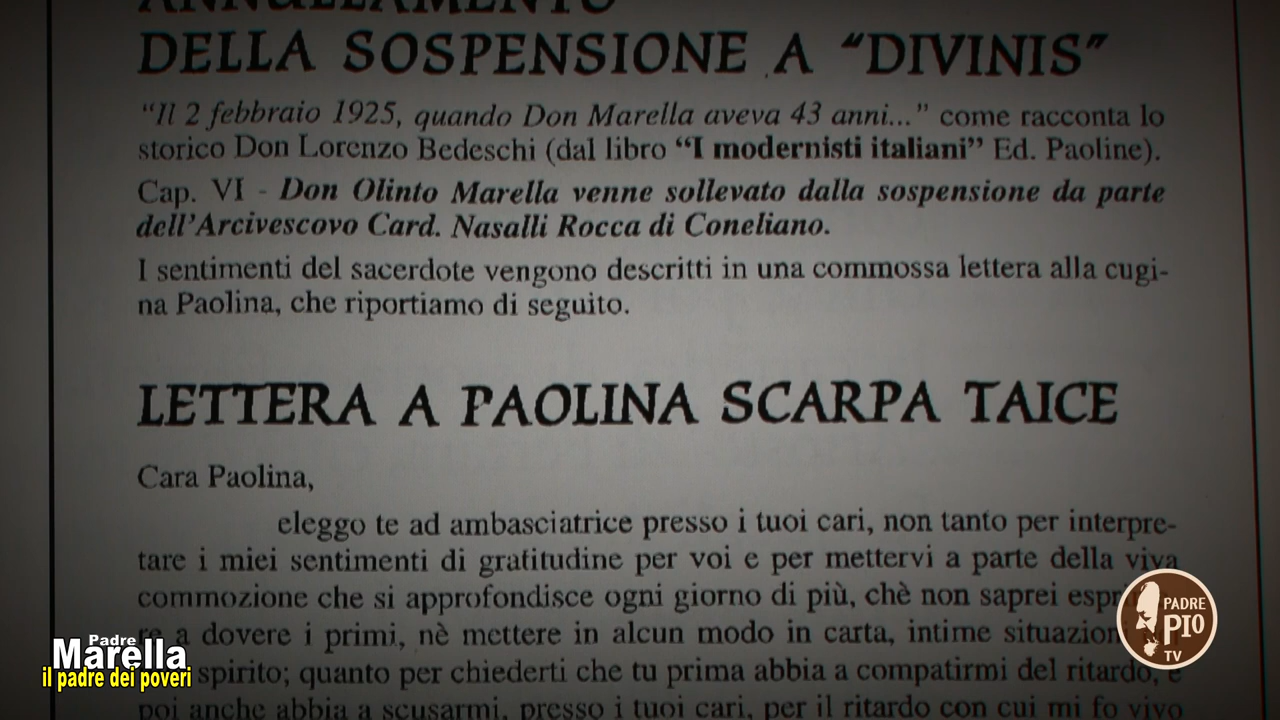 ANNULLAMENTO
DELLA SOSPENSIONE A “DIVINIS”
“Il 2 febbraio 1925, quando Don Marella aveva 43 anni...” come racconta lo
storico Don Lorenzo Bedeschi (dal libro “I modernisti italiani” Ed. Paoline).
Cap. VI - Don Olinto Marella venne sollevato dalla sospensione da parte
dell’Arcivescovo Card. Nasalli Rocca di Coneliano.
I sentimenti del sacerdote vengono descritti in una commossa lettera alla cugi-
na Paolina, che riportiamo di seguito.
LETTERA A PAOLINA SCARPA TAICE
Cara Paolina,
eleggo te ad ambasciatrice presso i tuoi cari, non tanto per interpre-
tare i miei sentimenti di gratitudine per voi e per mettervi a parte della viva
commozione che si approfondisce ogni giorno di più, chè non saprei
a dovere i primi, nè mettere in alcun modo in carta, intime
spirito; quanto per chiederti che tu prima abbia a compatirmi del ritardo, e
poi anche abbia a scusarmi, presso i tuoi cari, per il ritardo con cui mi fo vivo
Padre
Marella
il padre dei poveri
PADRE
PIO
TV